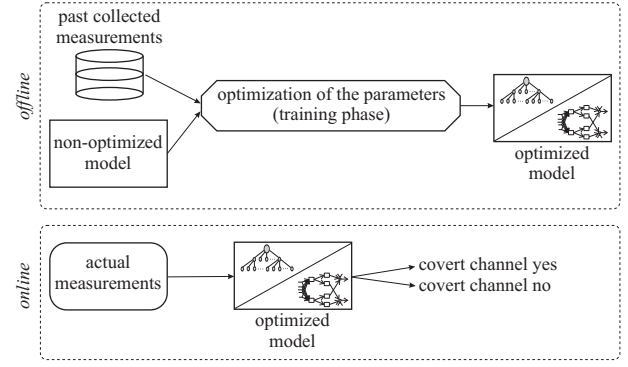 offline
past collected
measurements
non-optimized
model
optimization of the parameters
(training phase)
optimized
model
online
actual
measurements
optimized
model
covert channel yes
covert channel no